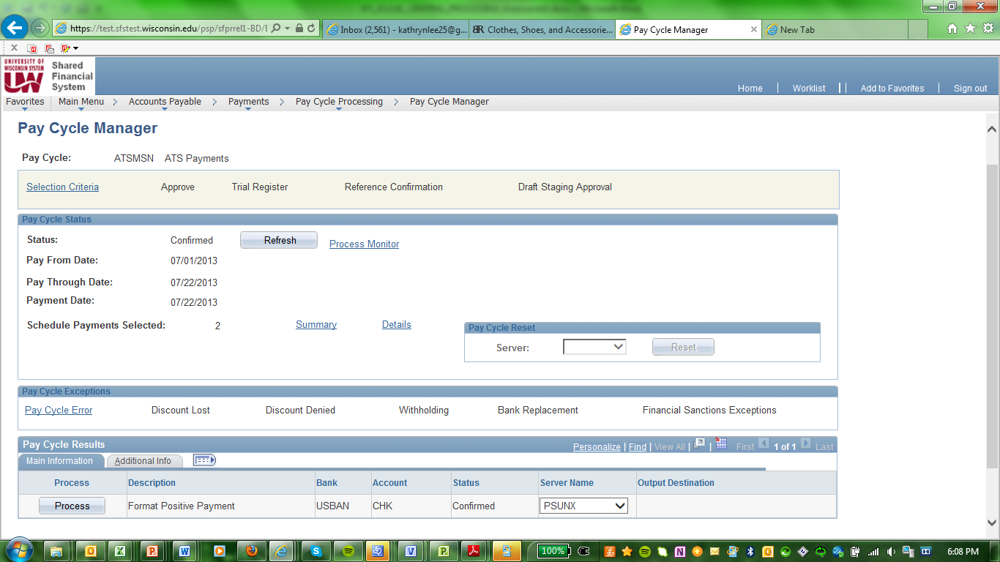 https://test.sfstest.wisconsin.edu/psp/sfprrel1-BD/
Inbox (2,561) - kathrynlee25@g...
Clothes, Shoes, and Accessorie...
Pay Cycle Manager
New Tab
UNIVERSITY OF WISCONSIN SYSTEM
UW
Shared Financial System
Home
Worklist
Add to Favorites
Sign out
Favorites
Main Menu
Accounts Payable
Payments
Pay Cycle Processing
Pay Cycle Manager
Pay Cycle Manager
Pay Cycle: ATSMSN ATS Payments
Selection Criteria Approve Trial Register Reference Confirmation Draft Staging Approval
Pay Cycle Status
Status: Confirmed Refresh Process Monitor
Pay From Date: 07/01/2013
Pay Through Date: 07/22/2013
Payment Date: 07/22/2013
Schedule Payments Selected: 2 Summary Details
Pay Cycle Reset
Server: Reset
Pay Cycle Exceptions
Pay Cycle Error Discount Lost Discount Denied Withholding Bank Replacement Financial Sanctions Exceptions
Pay Cycle Results
Personalize | Find | View All | | First 1 of 1 Last
Main Information Additional Info
Process Description Bank Account Status Server Name Output Destination
Process Format Positive Payment USBAN CHK Confirmed PSUNX
100%
6:08 PM